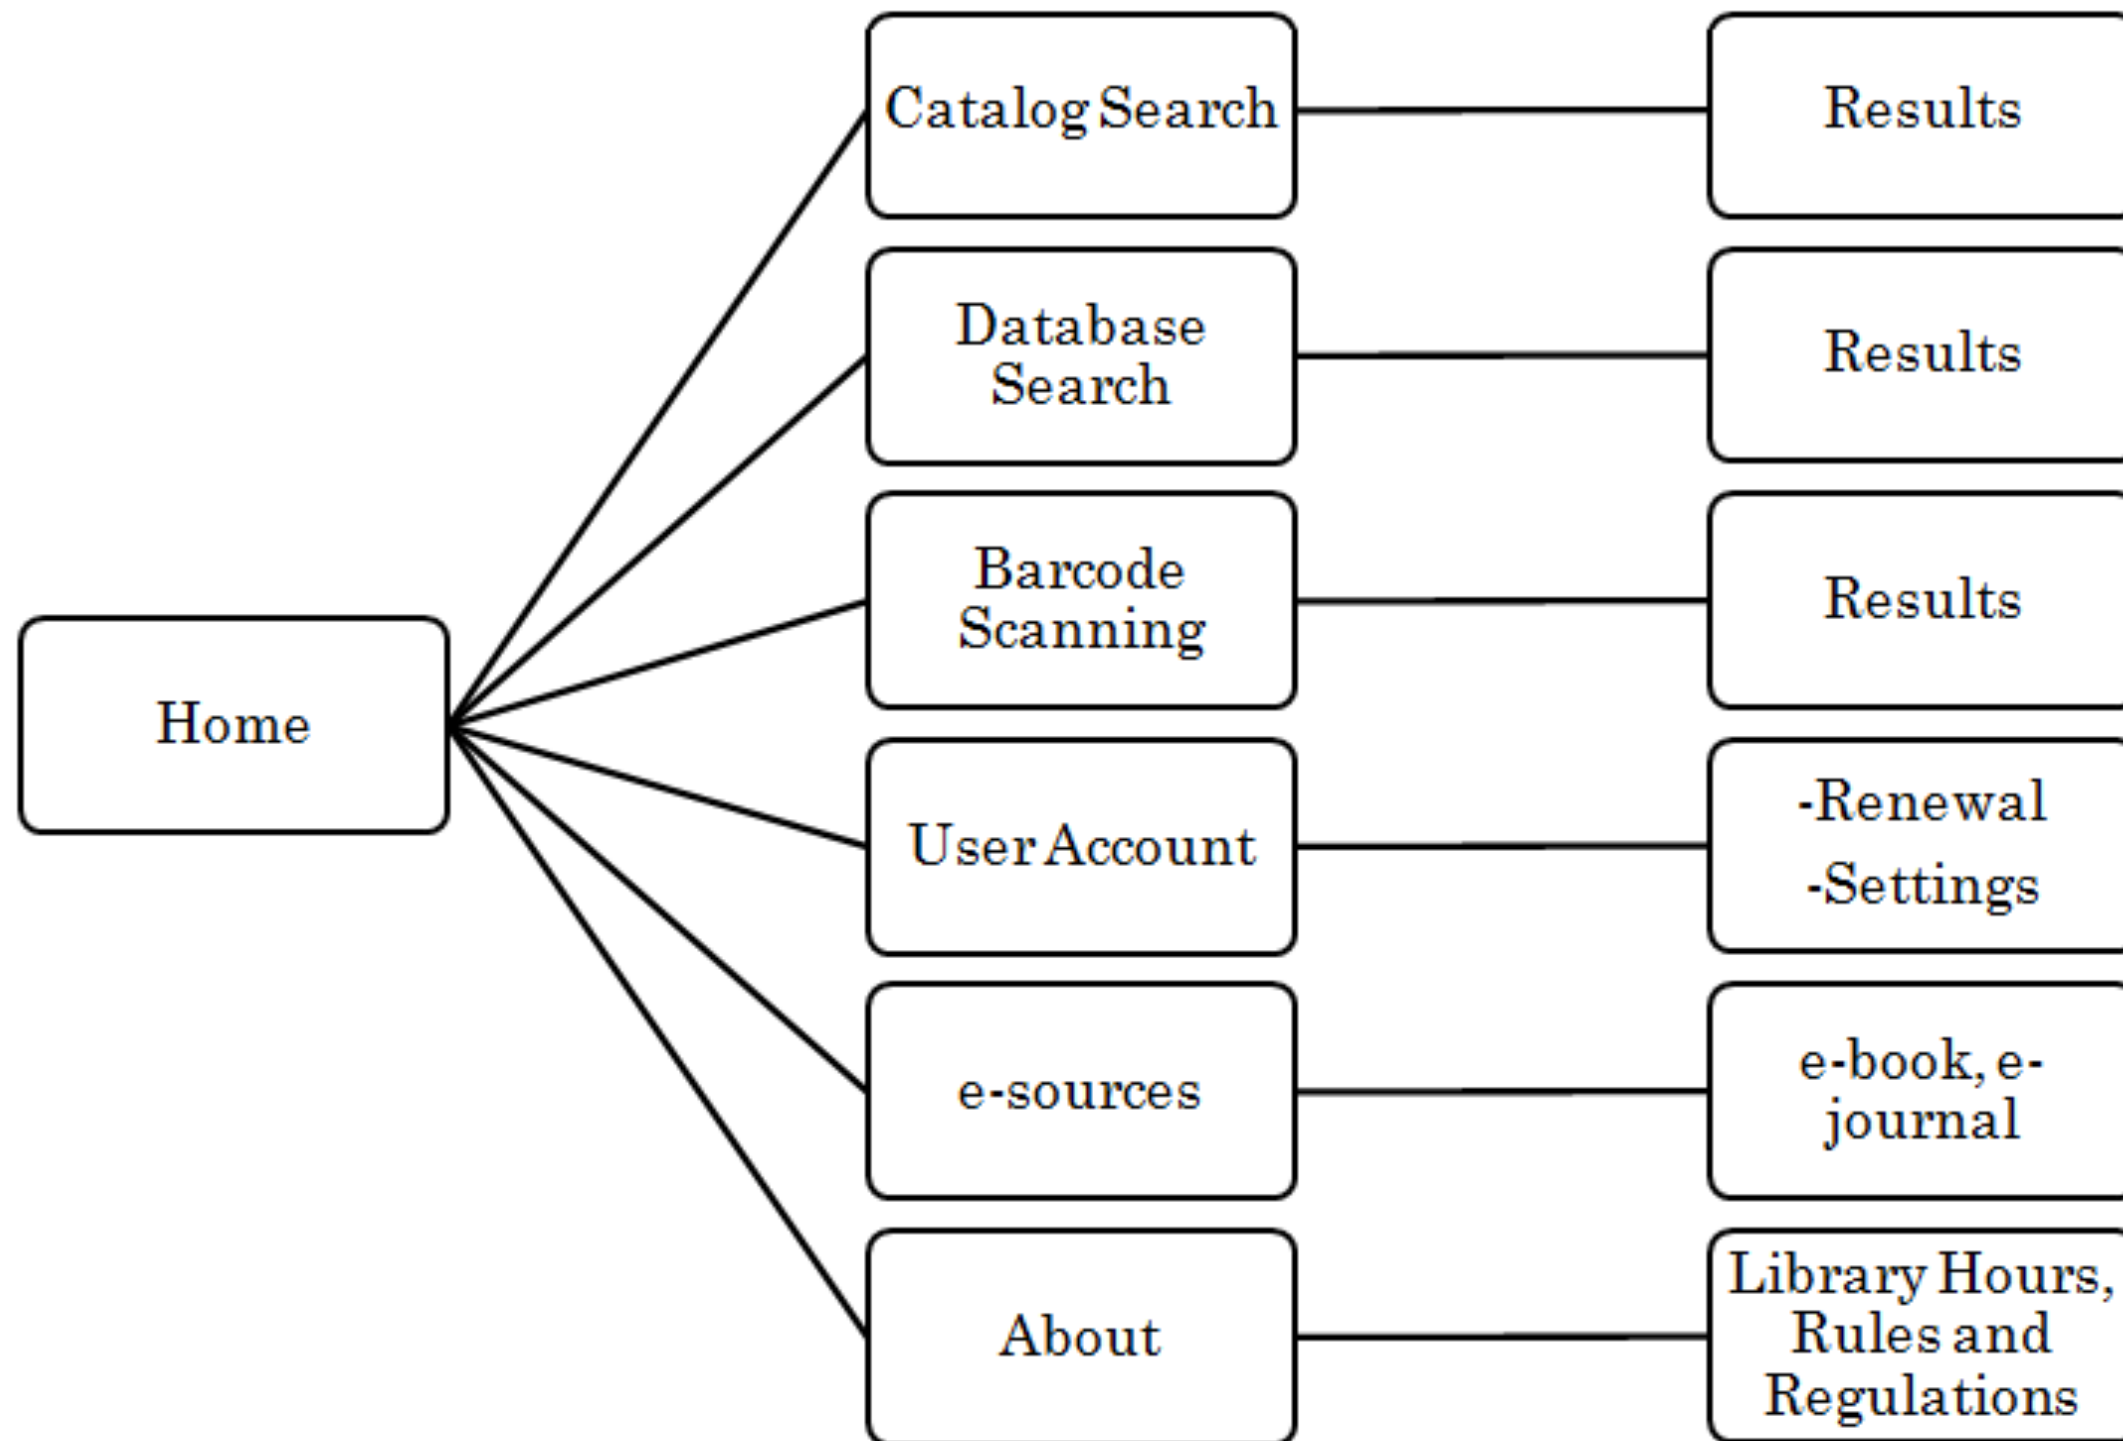 Catalog Search
Results
Database
Search
Results
Barcode
Scanning
Results
Home
User Account
-Renewal
-Settings
e-sources
e-book, e-
journal
About
Library Hours,
Rules and
Regulations